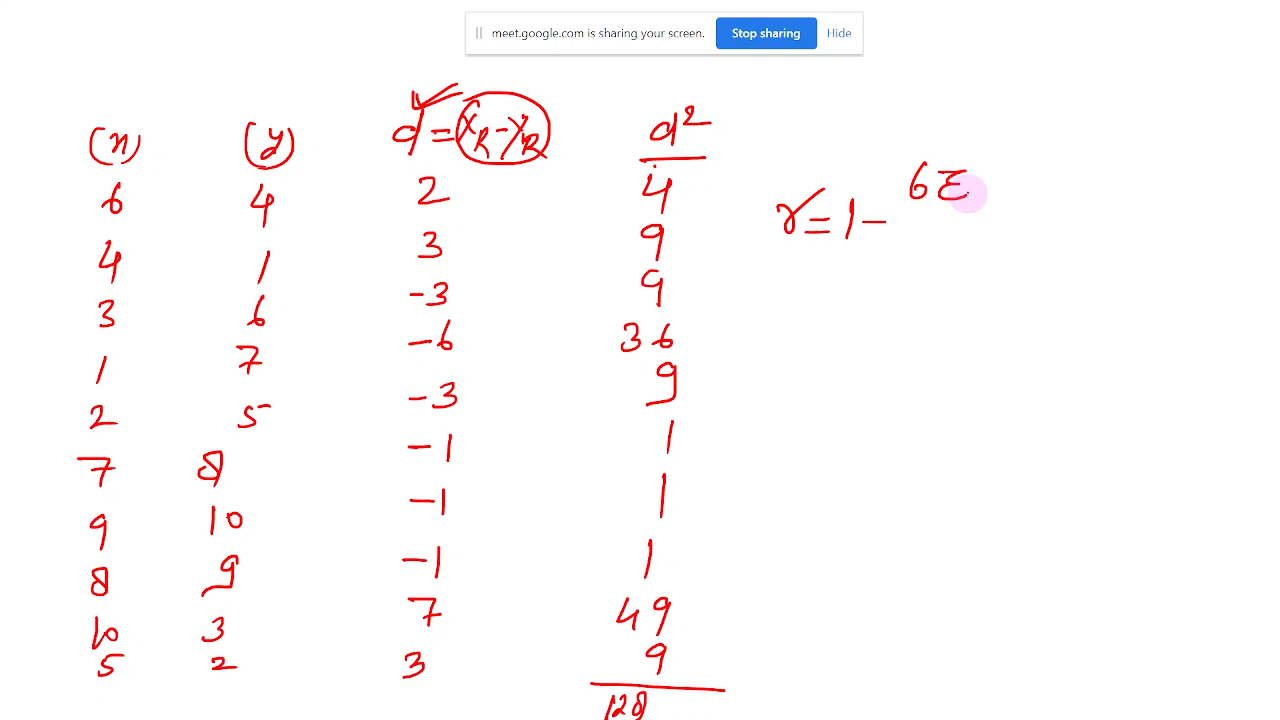 meet.google.com is sharing your screen. Stop sharing Hide
(x) (y) d = X_R - Y_R d²
6 4 2 4 r = 1 - 6Σ
4 1 3 9
3 6 -3 9
1 7 -6 36
2 5 -3 9
7 8 -1 1
9 10 -1 1
8 9 -1 1
10 3 7 49
5 2 3 9
128